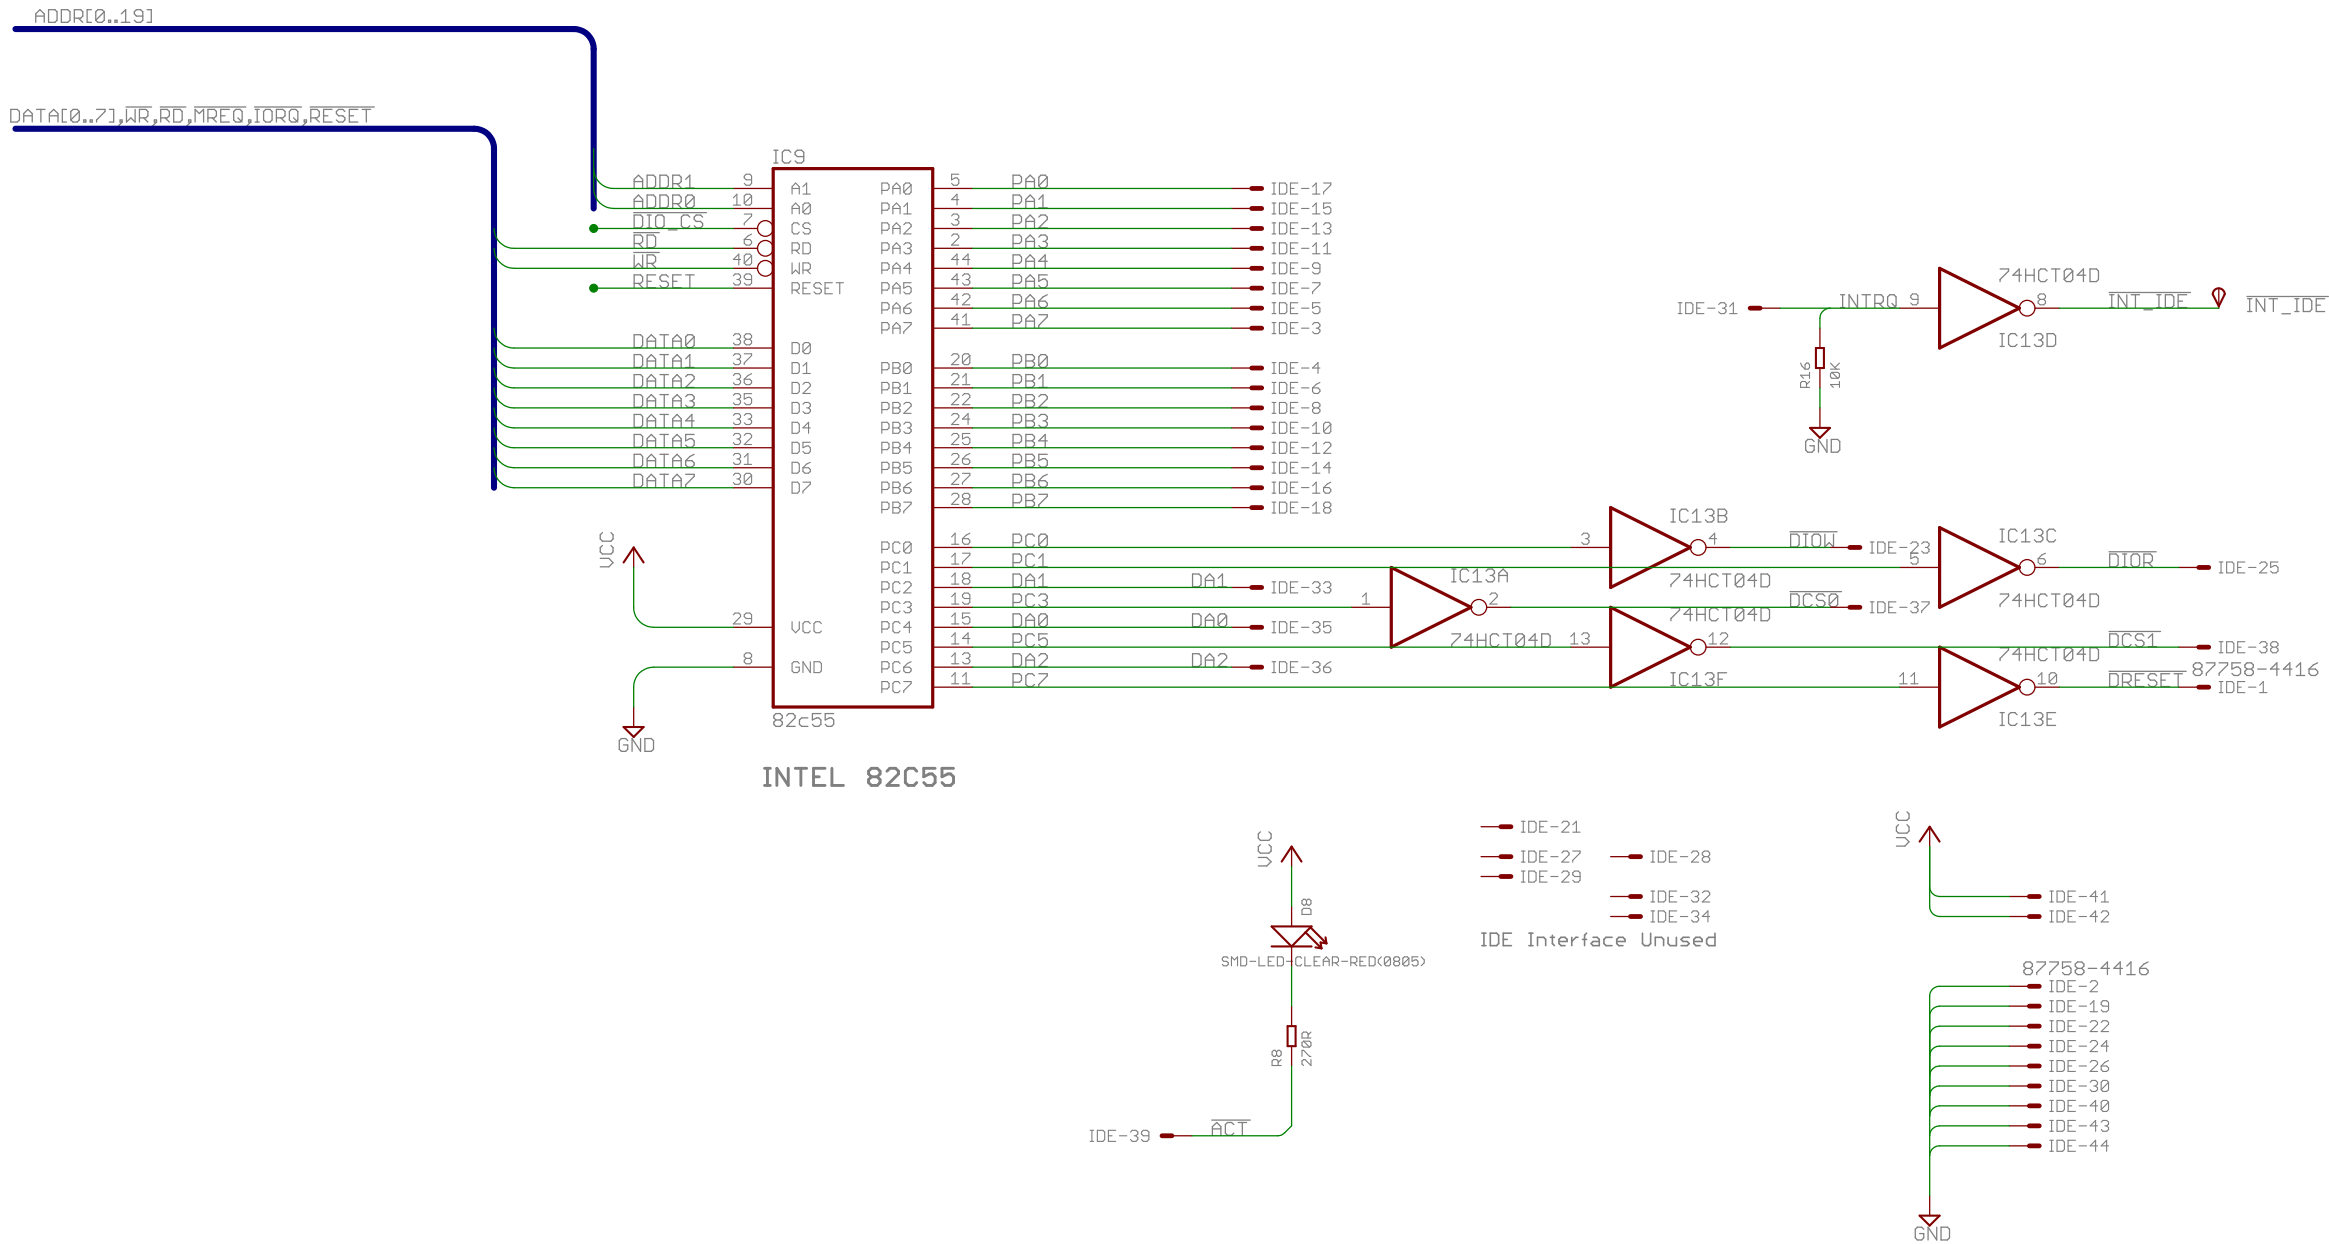 ADDR[0..19]
DATA[0..7],WR,RD,MREQ,IORQ,RESET
IC9
ADDR1 9 A1 PA0 5 PA0 IDE-17
ADDR0 10 A0 PA1 4 PA1 IDE-15
DIO_CS 7 CS PA2 3 PA2 IDE-13
RD 6 RD PA3 2 PA3 IDE-11
WR 40 WR PA4 44 PA4 IDE-9
RESET 39 RESET PA5 43 PA5 IDE-7
PA6 42 PA6 IDE-5
PA7 41 PA7 IDE-3
DATA0 38 D0
DATA1 37 D1 PB0 20 PB0 IDE-4
DATA2 36 D2 PB1 21 PB1 IDE-6
DATA3 35 D3 PB2 22 PB2 IDE-8
DATA4 33 D4 PB3 24 PB3 IDE-10
DATA5 32 D5 PB4 25 PB4 IDE-12
DATA6 31 D6 PB5 26 PB5 IDE-14
DATA7 30 D7 PB6 27 PB6 IDE-16
PB7 28 PB7 IDE-18
VCC
PC0 16 PC0
PC1 17 PC1
PC2 18 DA1 DA1 IDE-33
PC3 19 PC3
29 VCC PC4 15 DA0 DA0 IDE-35
PC5 14 PC5
8 GND PC6 13 DA2 DA2 IDE-36
PC7 11 PC7
82c55
GND
INTEL 82C55
74HCT04D
IDE-31 INTRQ 9 8 INT_IDE INT_IDE
IC13D
R16 10K
GND
IC13B
3 4 DIOW IDE-23
74HCT04D
IC13C
5 6 DIOR IDE-25
74HCT04D
IC13A
1 2 DCS0 IDE-37
74HCT04D
74HCT04D
13 12 DCS1 IDE-38
IC13F
74HCT04D
87758-4416
11 10 DRESET IDE-1
IC13E
VCC
D8
SMD-LED-CLEAR-RED(0805)
R8 270R
IDE-39 ACT
IDE-21
IDE-27 IDE-28
IDE-29
IDE-32
IDE-34
IDE Interface Unused
VCC
IDE-41
IDE-42
87758-4416
IDE-2
IDE-19
IDE-22
IDE-24
IDE-26
IDE-30
IDE-40
IDE-43
IDE-44
GND